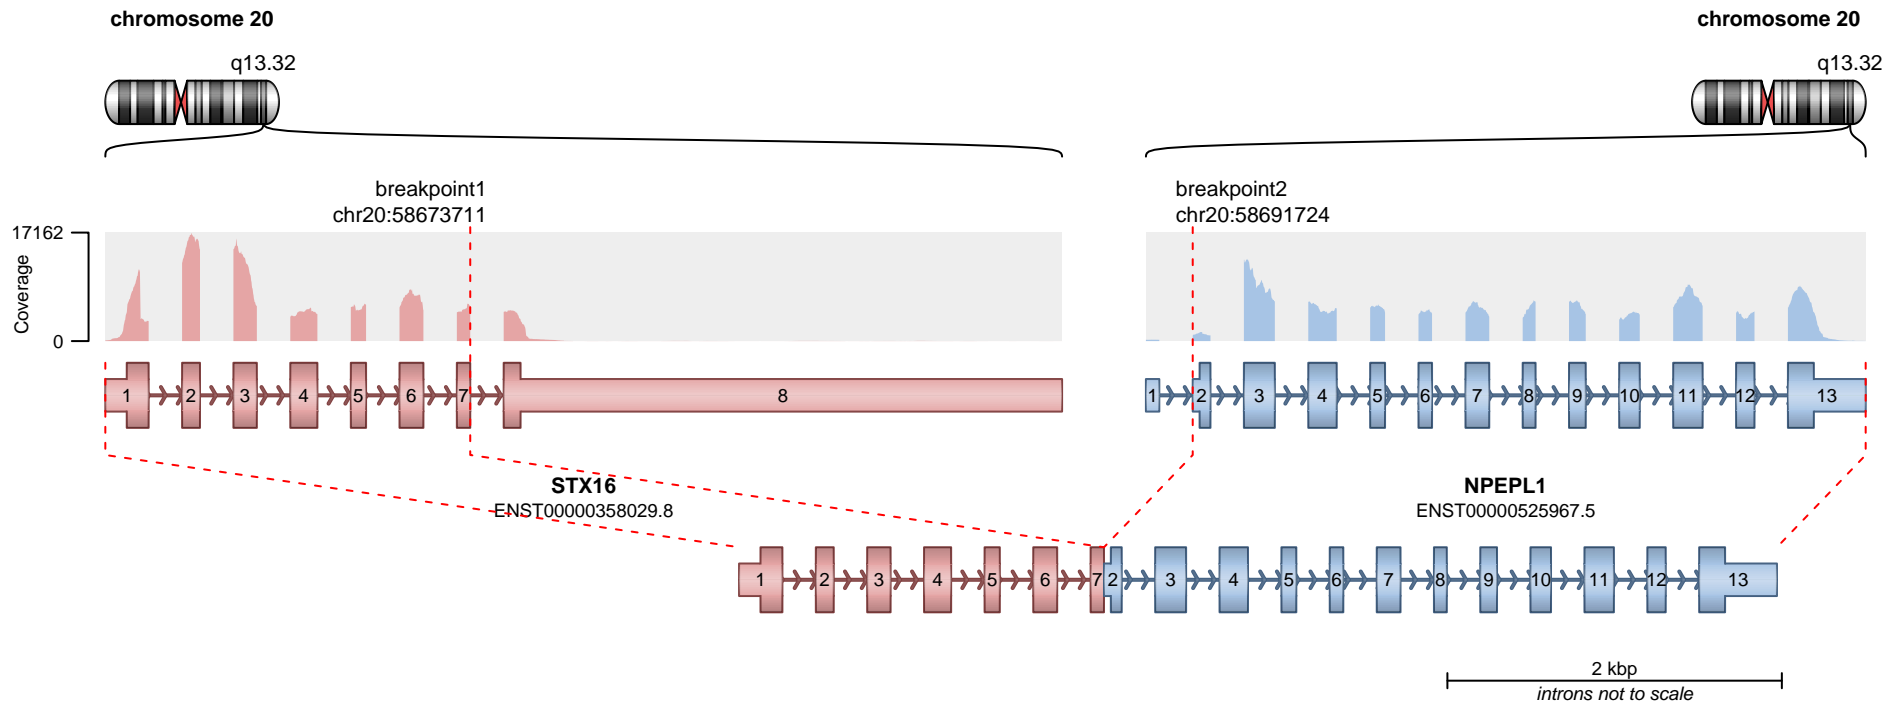 chromosome 20
chromosome 20
q13.32
q13.32
breakpoint1
chr20:58673711
breakpoint2
chr20:58691724
17162
Coverage
0
1 2 3 4 5 6 7 8
1 2 3 4 5 6 7 8 9 10 11 12 13
STX16
ENST00000358029.8
NPEPL1
ENST00000525967.5
1 2 3 4 5 6 7 2 3 4 5 6 7 8 9 10 11 12 13
2 kbp
introns not to scale